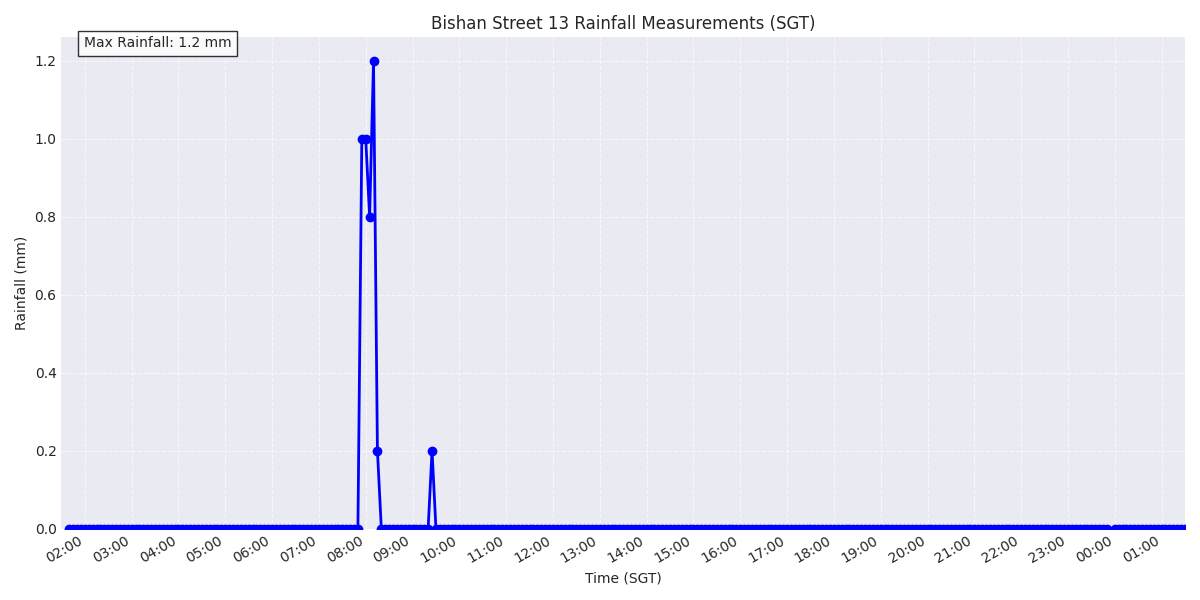 Bishan Street 13 Rainfall Measurements (SGT)
Max Rainfall: 1.2 mm
1.2
1.0
0.8
0.6
0.4
0.2
0.0
Rainfall (mm)
02:00 03:00 04:00 05:00 06:00 07:00 08:00 09:00 10:00 11:00 12:00 13:00 14:00 15:00 16:00 17:00 18:00 19:00 20:00 21:00 22:00 23:00 00:00 01:00
Time (SGT)